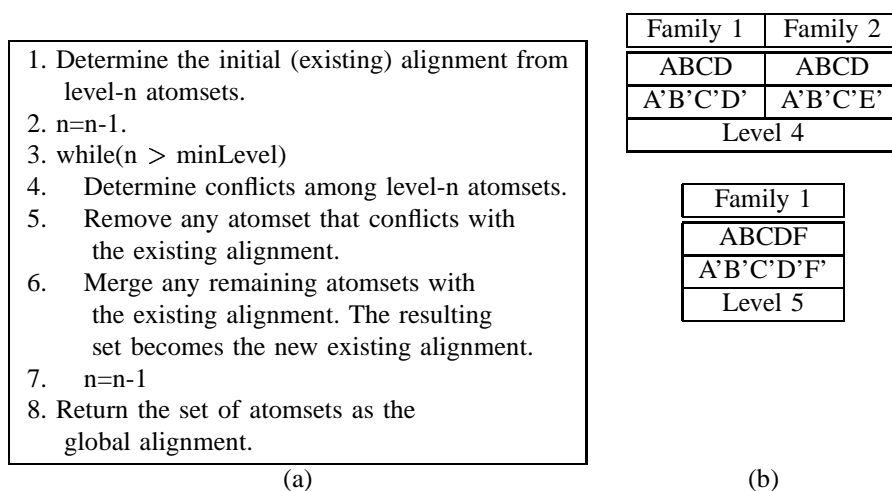 1. Determine the initial (existing) alignment from
level-n atomsets.
2. n=n-1.
3. while(n > minLevel)
4. Determine conflicts among level-n atomsets.
5. Remove any atomset that conflicts with
the existing alignment.
6. Merge any remaining atomsets with
the existing alignment. The resulting
set becomes the new existing alignment.
7. n=n-1
8. Return the set of atomsets as the
global alignment.
(a)
Family 1 Family 2
ABCD ABCD
A'B'C'D' A'B'C'E'
Level 4
Family 1
ABCDF
A'B'C'D'F'
Level 5
(b)